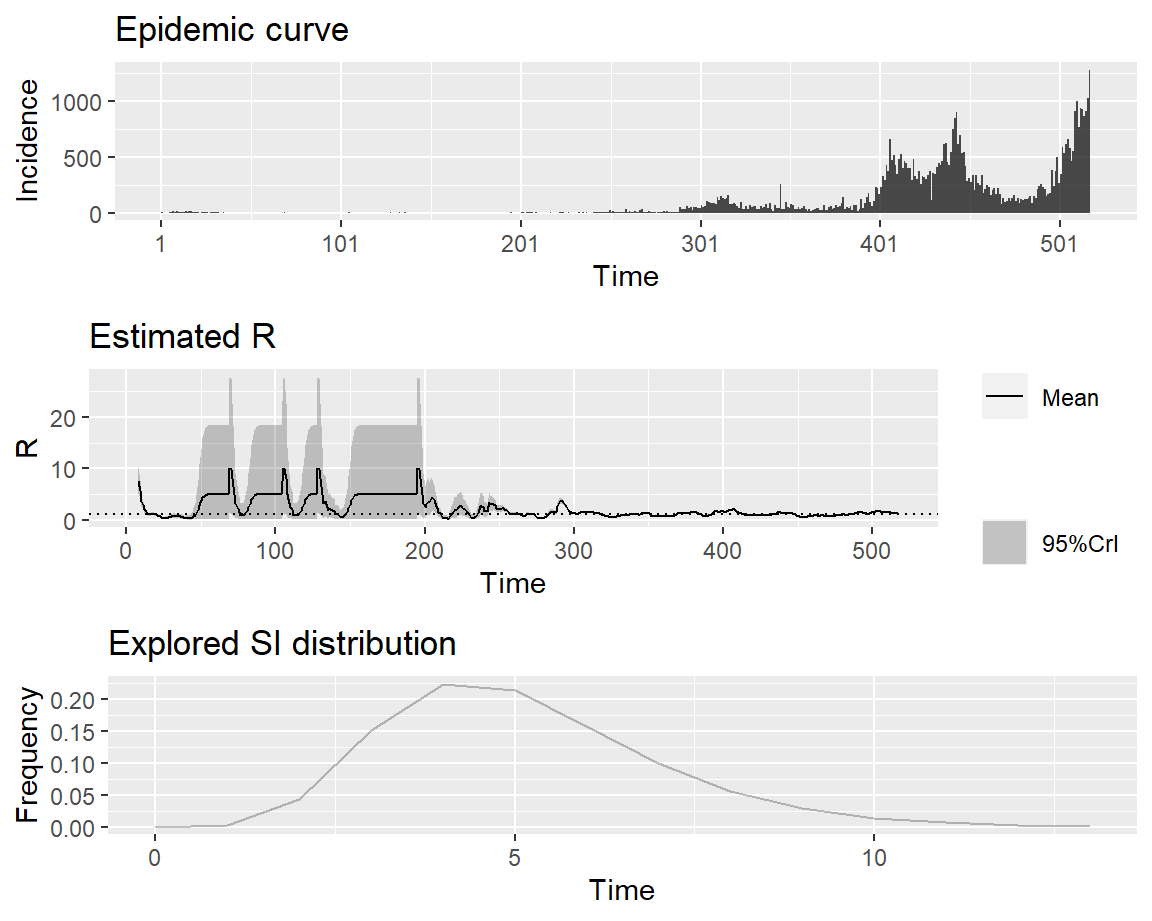 Epidemic curve
Incidence
1000
500
0
1 101 201 301 401 501
Time
Estimated R
R
20
10
0
0 100 200 300 400 500
Time
Mean
95%CrI
Explored SI distribution
Frequency
0.20
0.15
0.10
0.05
0.00
0 5 10
Time